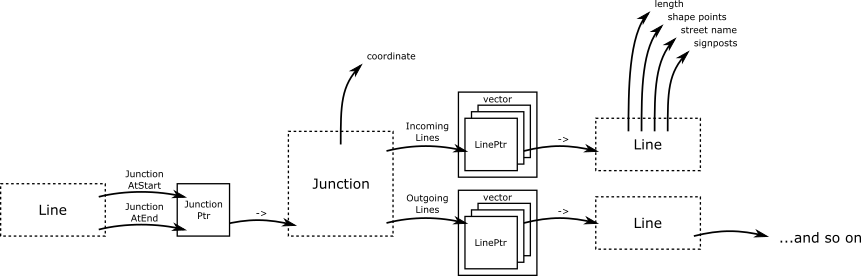 length
shape points
street name
signposts
coordinate
vector
Incoming
Lines
LinePtr
->
Line
Junction
AtStart
Junction
AtEnd
Line
Junction
Ptr
->
Junction
Outgoing
Lines
vector
LinePtr
->
Line
...and so on